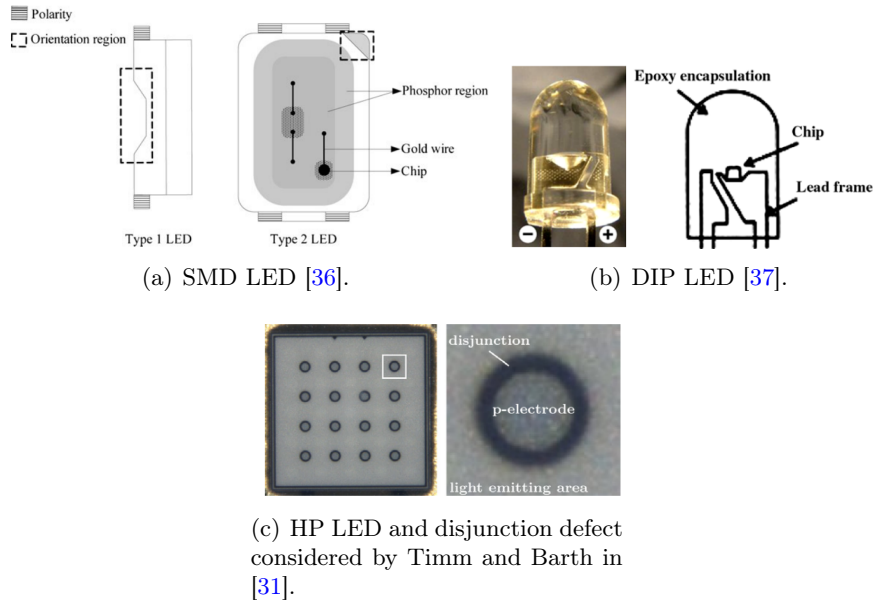 Polarity
Orientation region
Phosphor region
Gold wire
Chip
Type 1 LED
Type 2 LED
(a) SMD LED [36].
Epoxy encapsulation
Chip
Lead frame
− +
(b) DIP LED [37].
disjunction
p-electrode
light emitting area
(c) HP LED and disjunction defect
considered by Timm and Barth in
[31].